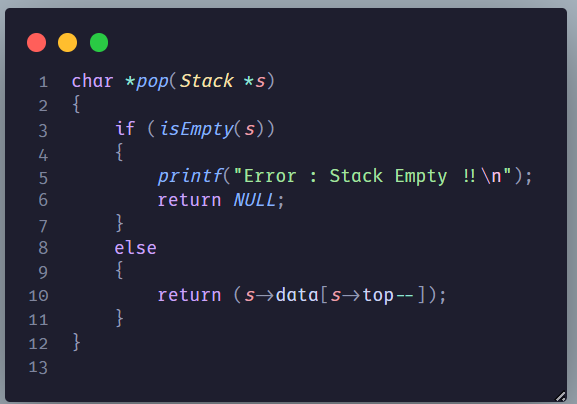 1 char *pop(Stack *s)
2 {
3     if (isEmpty(s))
4     {
5         printf("Error : Stack Empty !!\n");
6         return NULL;
7     }
8     else
9     {
10         return (s->data[s->top--]);
11     }
12 }
13